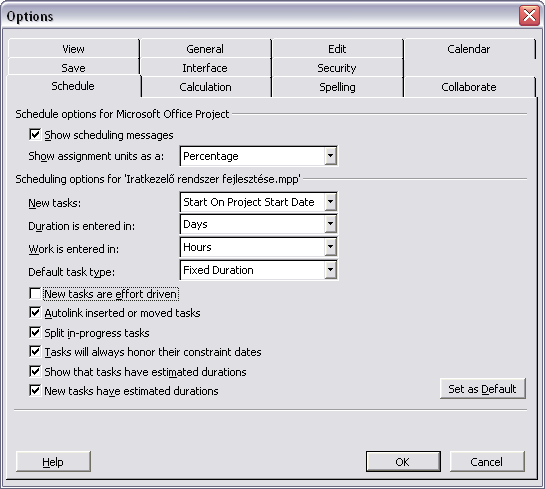 Options
View General Edit Calendar
Save Interface Security
Schedule Calculation Spelling Collaborate
Schedule options for Microsoft Office Project
Show scheduling messages
Show assignment units as a: Percentage
Scheduling options for 'Iratkezelő rendszer fejlesztése.mpp'
New tasks: Start On Project Start Date
Duration is entered in: Days
Work is entered in: Hours
Default task type: Fixed Duration
New tasks are effort driven
Autolink inserted or moved tasks
Split in-progress tasks
Tasks will always honor their constraint dates
Show that tasks have estimated durations
New tasks have estimated durations Set as Default
Help OK Cancel